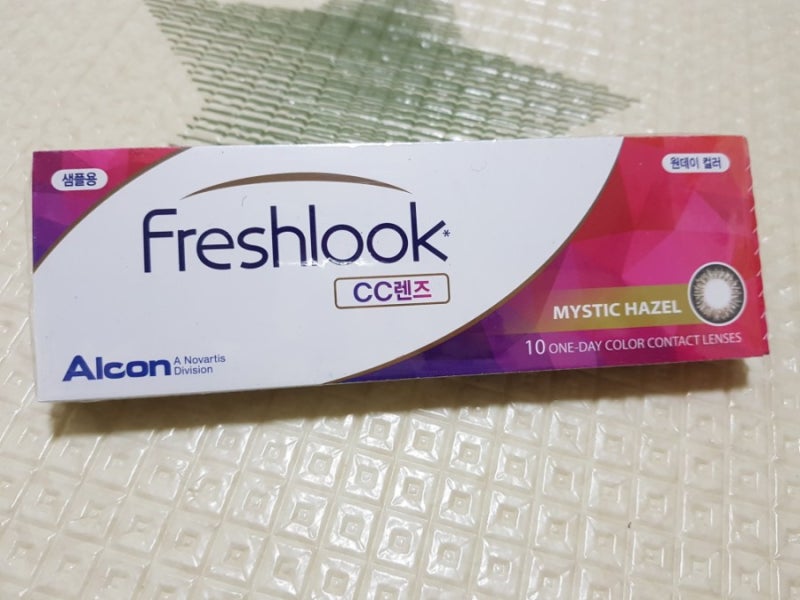 샘플용
원데이 컬러
Freshlook*
CC렌즈
MYSTIC HAZEL
10 ONE-DAY COLOR CONTACT LENSES
Alcon A Novartis
Division